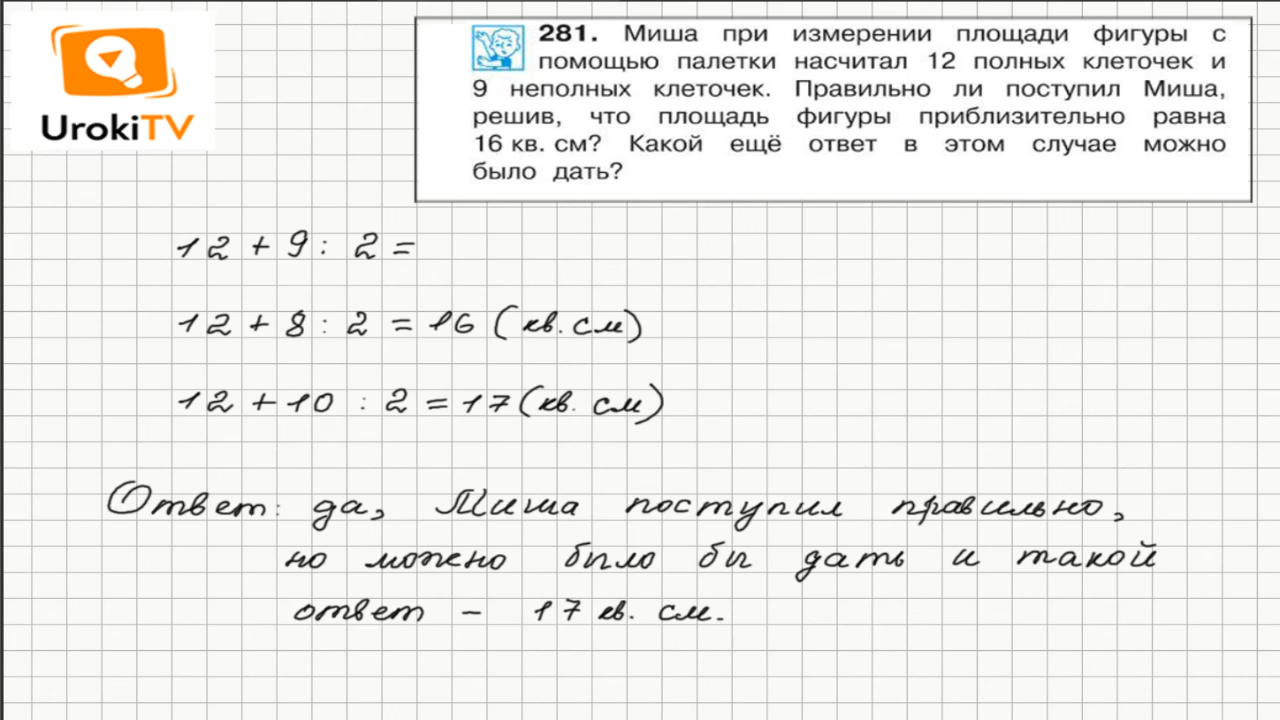 UrokiTV
281. Миша при измерении площади фигуры с
помощью палетки насчитал 12 полных клеточек и
9 неполных клеточек. Правильно ли поступил Миша,
решив, что площадь фигуры приблизительно равна
16 кв. см? Какой ещё ответ в этом случае можно
было дать?
12 + 9 : 2 =
12 + 8 : 2 = 16 (кв. см)
12 + 10 : 2 = 17 (кв. см)
Ответ: да, Миша поступил правильно,
но можно было бы дать и такой
ответ – 17 кв. см.